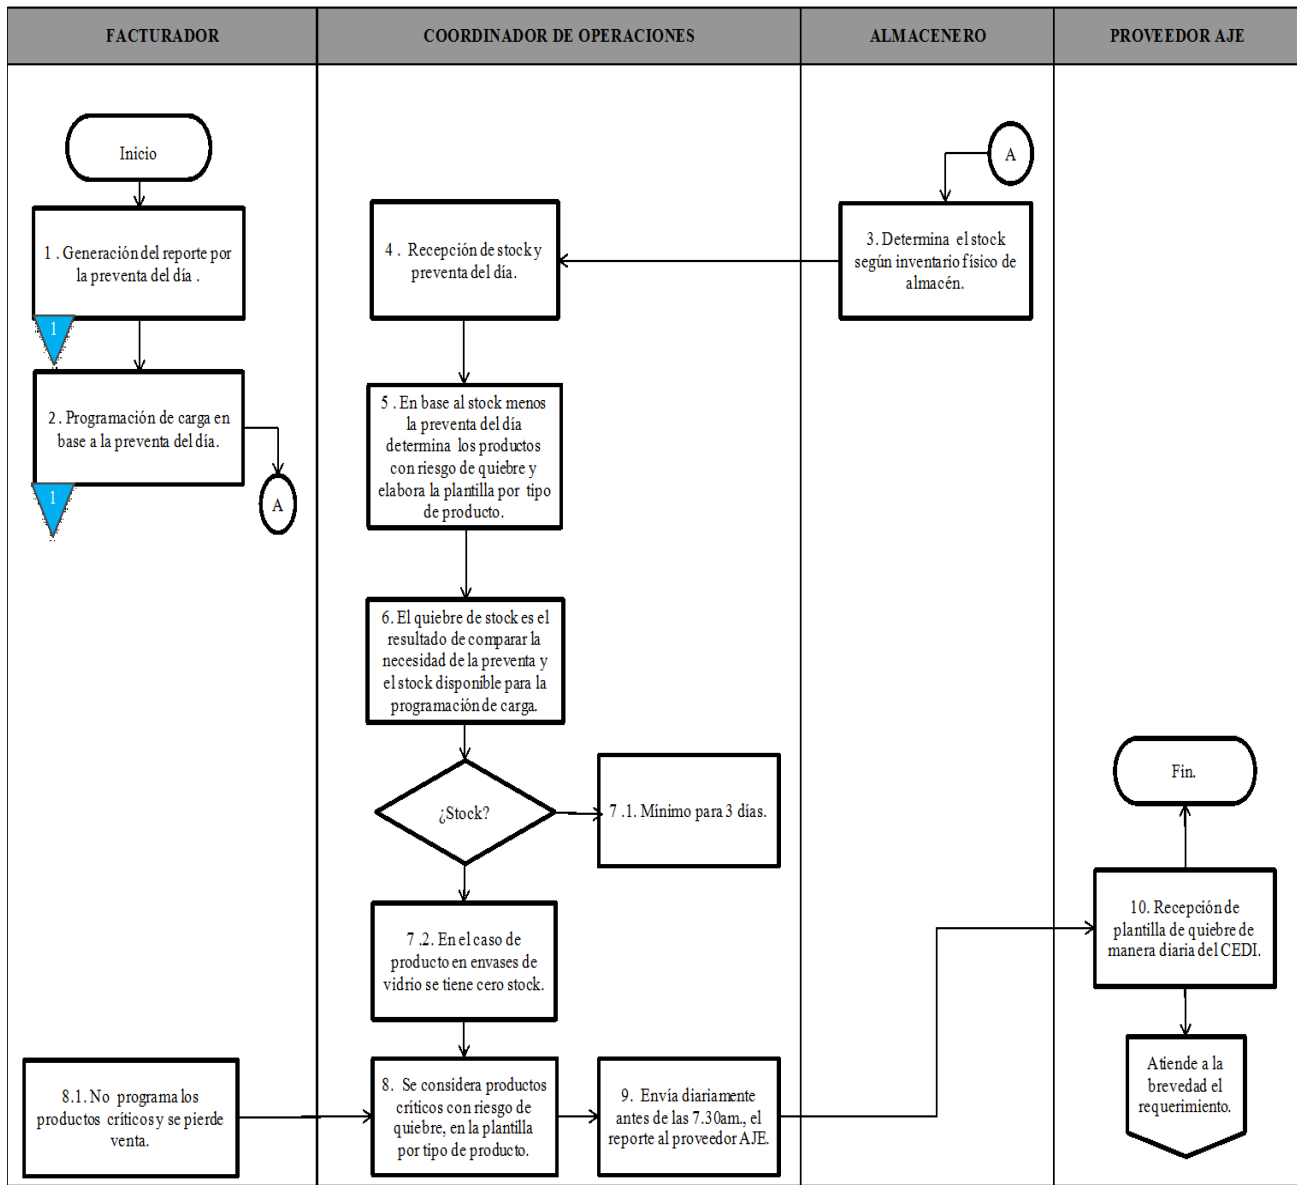 FACTURADOR
COORDINADOR DE OPERACIONES
ALMACENERO
PROVEEDOR AJE
Inicio
1 . Generación del reporte por
la preventa del día .
1
2 . Programación de carga en
base a la preventa del día.
1
A
4 . Recepción de stock y
preventa del día.
5 . En base al stock menos
la preventa del día
determina los productos
con riesgo de quiebre y
elabora la plantilla por tipo
de producto.
6. El quiebre de stock es el
resultado de comparar la
necesidad de la preventa y
el stock disponible para la
programación de carga.
¿Stock?
7 .1. Mínimo para 3 días.
7 .2. En el caso de
producto en envases de
vidrio se tiene cero stock.
8.1. No programa los
productos críticos y se pierde
venta.
8. Se considera productos
críticos con riesgo de
quiebre, en la plantilla
por tipo de producto.
9. Envía diariamente
antes de las 7.30am., el
reporte al proveedor AJE.
A
3. Determina el stock
según inventario físico de
almacén.
Fin.
10. Recepción de
plantilla de quiebre de
manera diaria del CEDI.
Atiende a la
brevedad el
requerimiento.